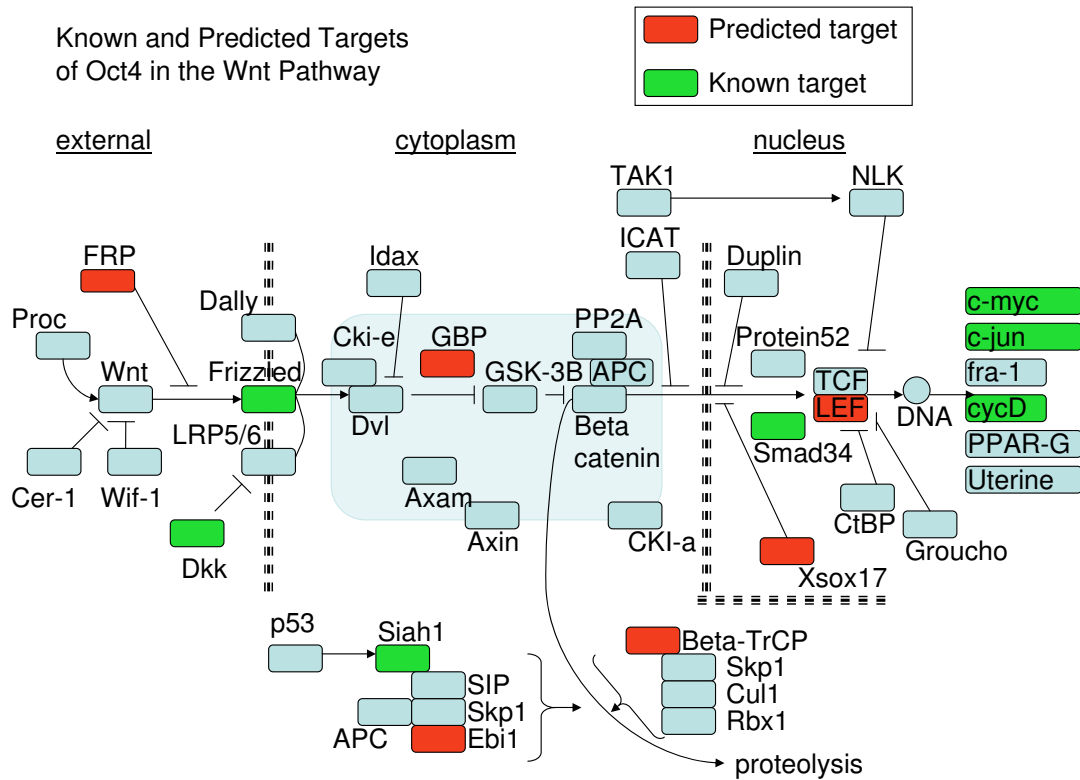 Known and Predicted Targets
of Oct4 in the Wnt Pathway
Predicted target
Known target
external
cytoplasm
nucleus
TAK1
NLK
FRP
Idax
ICAT
Duplin
Dally
c-myc
Proc
Cki-e
GBP
PP2A
Protein52
c-jun
Wnt
Frizzled
GSK-3B
APC
TCF
fra-1
LEF
DNA
cycD
LRP5/6
Dvl
Beta
catenin
Smad34
PPAR-G
Cer-1
Wif-1
Axam
Uterine
Axin
CKI-a
CtBP
Groucho
Dkk
Xsox17
p53
Siah1
Beta-TrCP
SIP
Skp1
Skp1
Cul1
APC
Ebi1
Rbx1
proteolysis